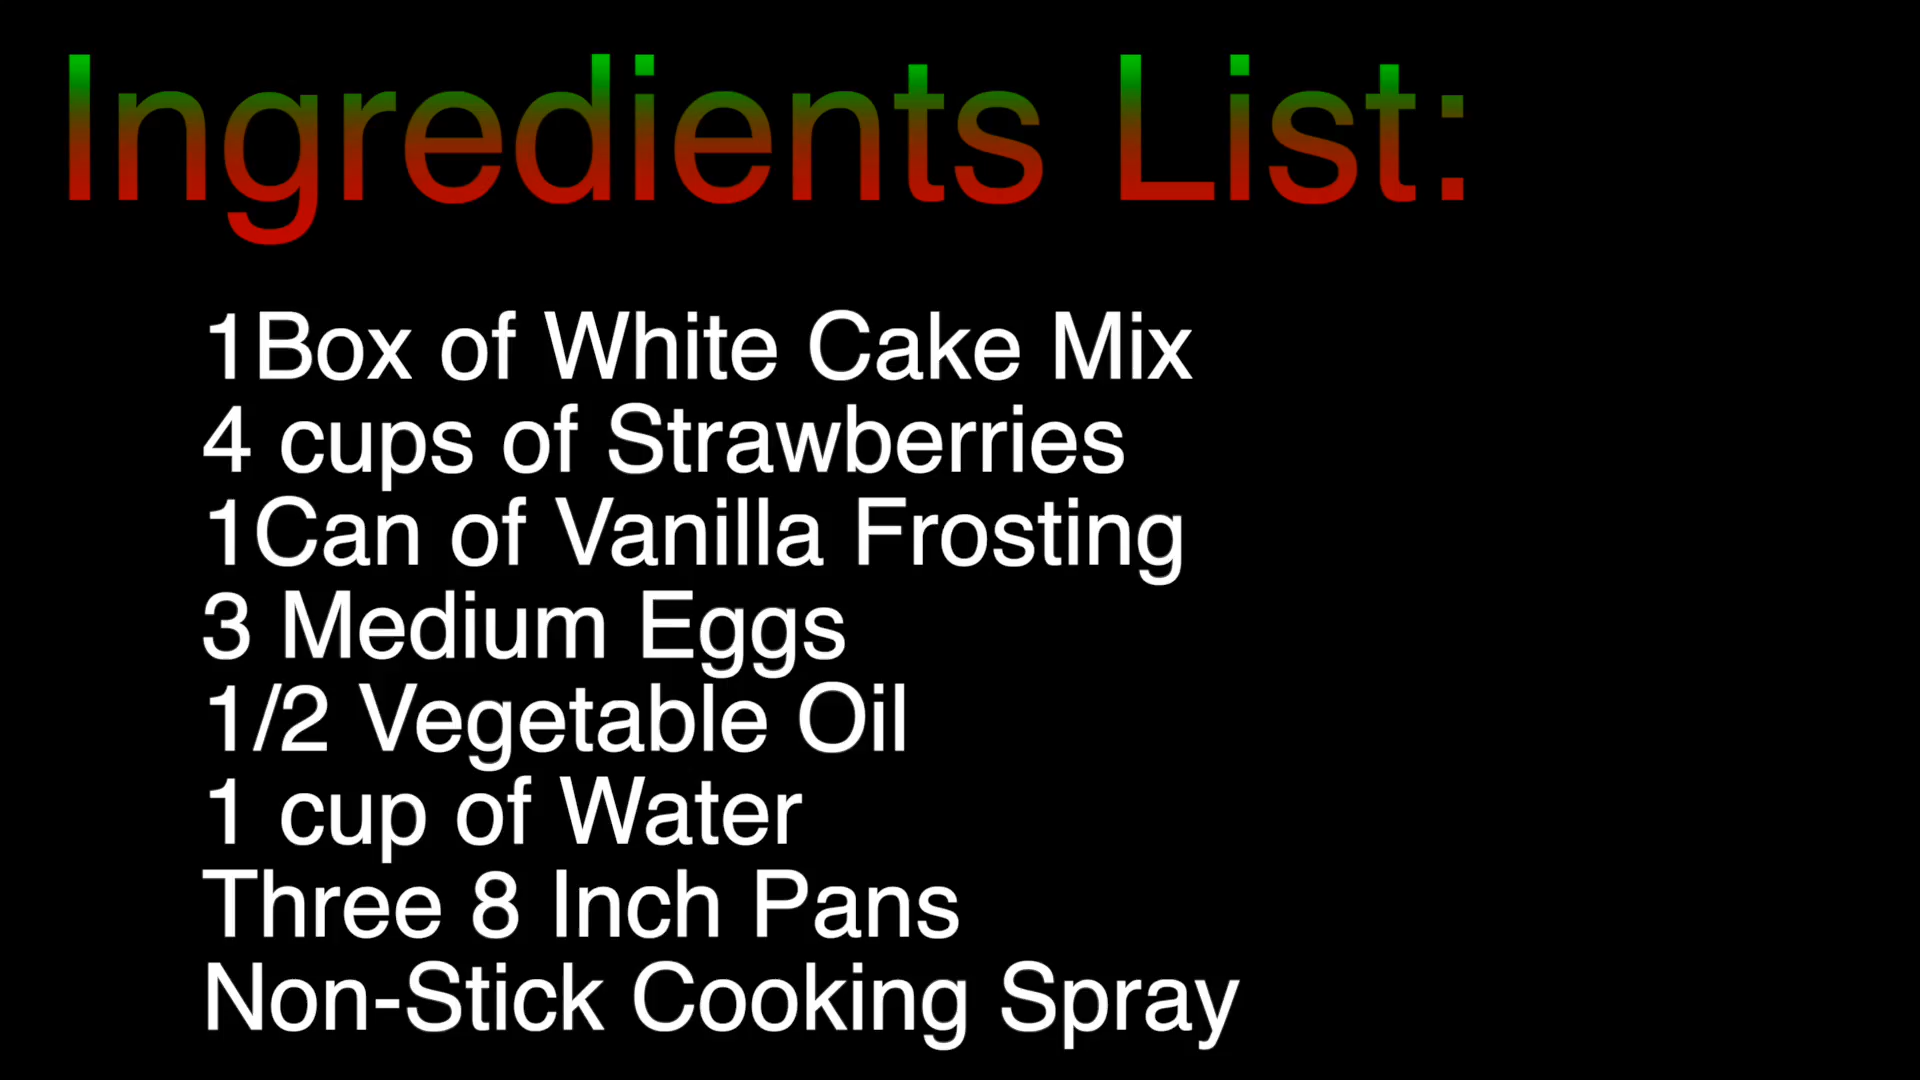 Ingredients List:
1Box of White Cake Mix
4 cups of Strawberries
1Can of Vanilla Frosting
3 Medium Eggs
1/2 Vegetable Oil
1 cup of Water
Three 8 Inch Pans
Non-Stick Cooking Spray